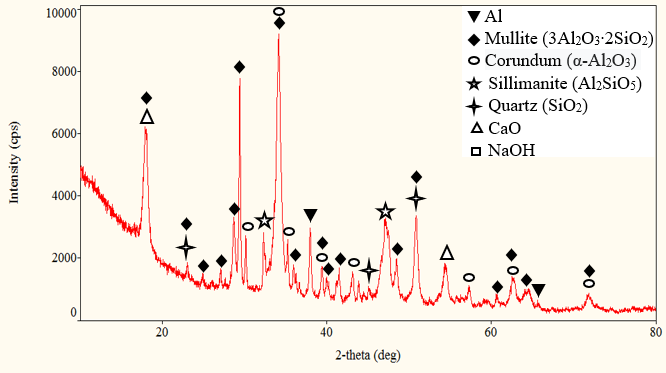 10000
8000
6000
4000
2000
0
Intensity (cps)
20
40
60
80
2-theta (deg)
Al
Mullite (3Al₂O₃·2SiO₂)
Corundum (α-Al₂O₃)
Sillimanite (Al₂SiO₅)
Quartz (SiO₂)
CaO
NaOH